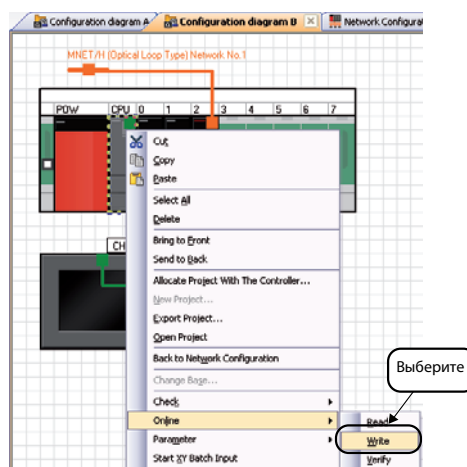 Configuration diagram A
Configuration diagram B
Network Configurat
MNET/H (Optical Loop Type) Network No.1
POW CPU 0 1 2 3 4 5 6 7
CH
Cut
Copy
Paste
Select All
Delete
Bring to Front
Send to Back
Allocate Project With The Controller...
New Project...
Export Project...
Open Project
Back to Network Configuration
Change Base...
Check
Online
Parameter
Start XY Batch Input
Выберите
Read
Write
Verify